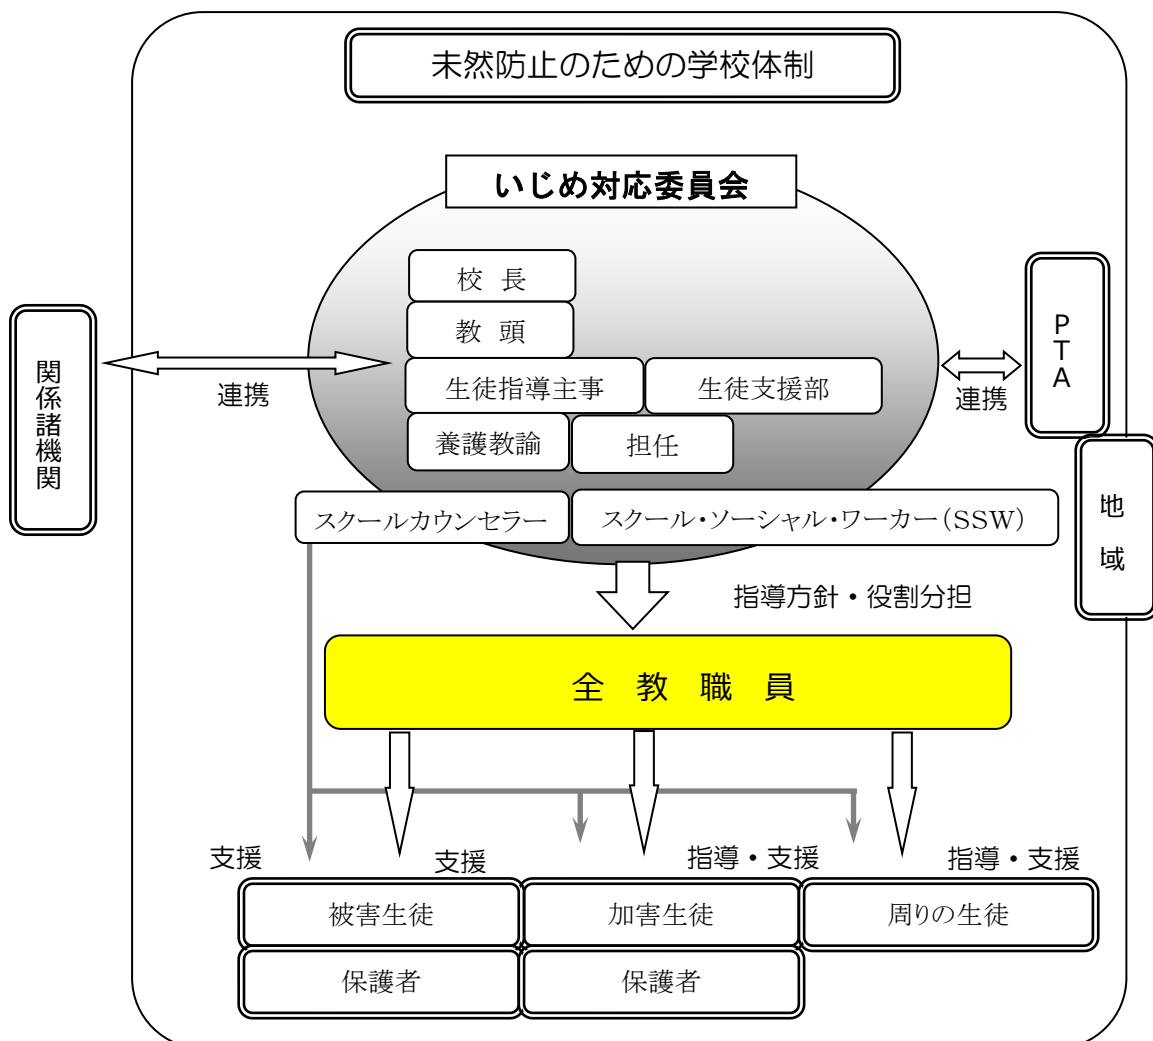 未然防止のための学校体制
いじめ対応委員会
校 長
教 頭
生徒指導主事
生徒支援部
養護教諭
担任
スクールカウンセラー
スクール・ソーシャル・ワーカー(SSW)
関係諸機関
連携
連携
PTA
地域
指導方針・役割分担
全 教 職 員
支援
支援
指導・支援
指導・支援
被害生徒
加害生徒
周りの生徒
保護者
保護者